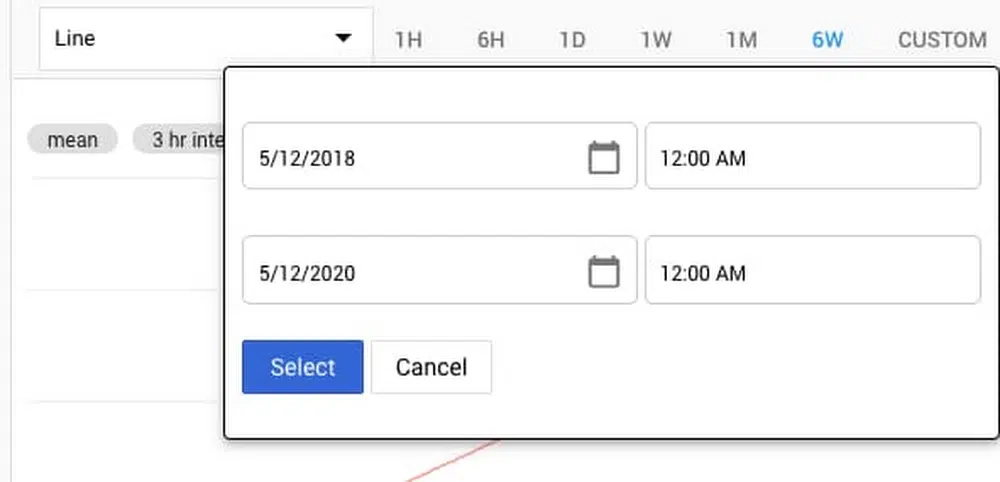 Line 1H 6H 1D 1W 1M 6W CUSTOM
mean 3 hr inte
5/12/2018 12:00 AM
5/12/2020 12:00 AM
Select Cancel